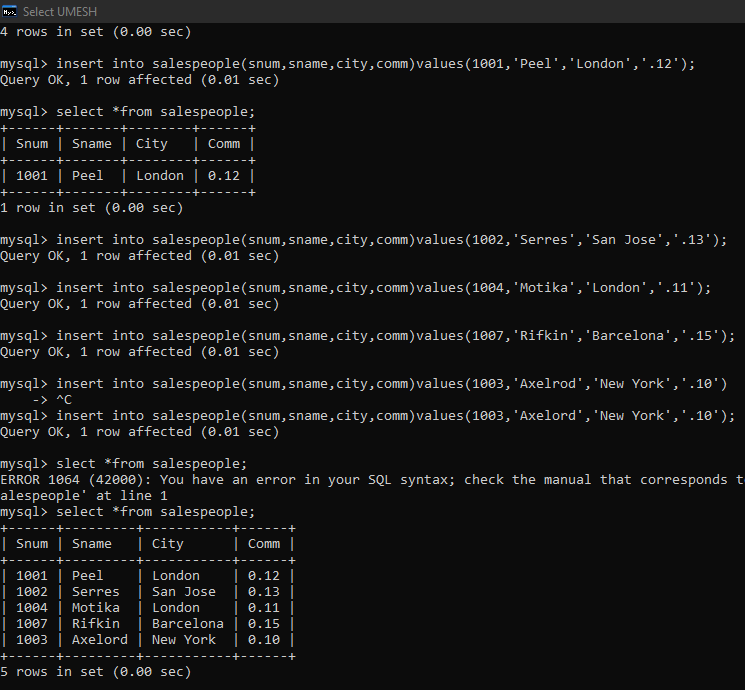 Select UMESH
4 rows in set (0.00 sec)
mysql> insert into salespeople(snum,sname,city,comm)values(1001,'Peel','London','.12');
Query OK, 1 row affected (0.01 sec)
mysql> select *from salespeople;
+------+-------+--------+------+
| Snum | Sname | City   | Comm |
+------+-------+--------+------+
| 1001 | Peel  | London | 0.12 |
+------+-------+--------+------+
1 row in set (0.00 sec)
mysql> insert into salespeople(snum,sname,city,comm)values(1002,'Serres','San Jose','.13');
Query OK, 1 row affected (0.01 sec)
mysql> insert into salespeople(snum,sname,city,comm)values(1004,'Motika','London','.11');
Query OK, 1 row affected (0.01 sec)
mysql> insert into salespeople(snum,sname,city,comm)values(1007,'Rifkin','Barcelona','.15');
Query OK, 1 row affected (0.01 sec)
mysql> insert into salespeople(snum,sname,city,comm)values(1003,'Axelrod','New York','.10')
    -> ^C
mysql> insert into salespeople(snum,sname,city,comm)values(1003,'Axelord','New York','.10');
Query OK, 1 row affected (0.01 sec)
mysql> slect *from salespeople;
ERROR 1064 (42000): You have an error in your SQL syntax; check the manual that corresponds t
alespeople' at line 1
mysql> select *from salespeople;
+------+---------+-----------+------+
| Snum | Sname   | City      | Comm |
+------+---------+-----------+------+
| 1001 | Peel    | London    | 0.12 |
| 1002 | Serres  | San Jose  | 0.13 |
| 1004 | Motika  | London    | 0.11 |
| 1007 | Rifkin  | Barcelona | 0.15 |
| 1003 | Axelord | New York  | 0.10 |
+------+---------+-----------+------+
5 rows in set (0.00 sec)